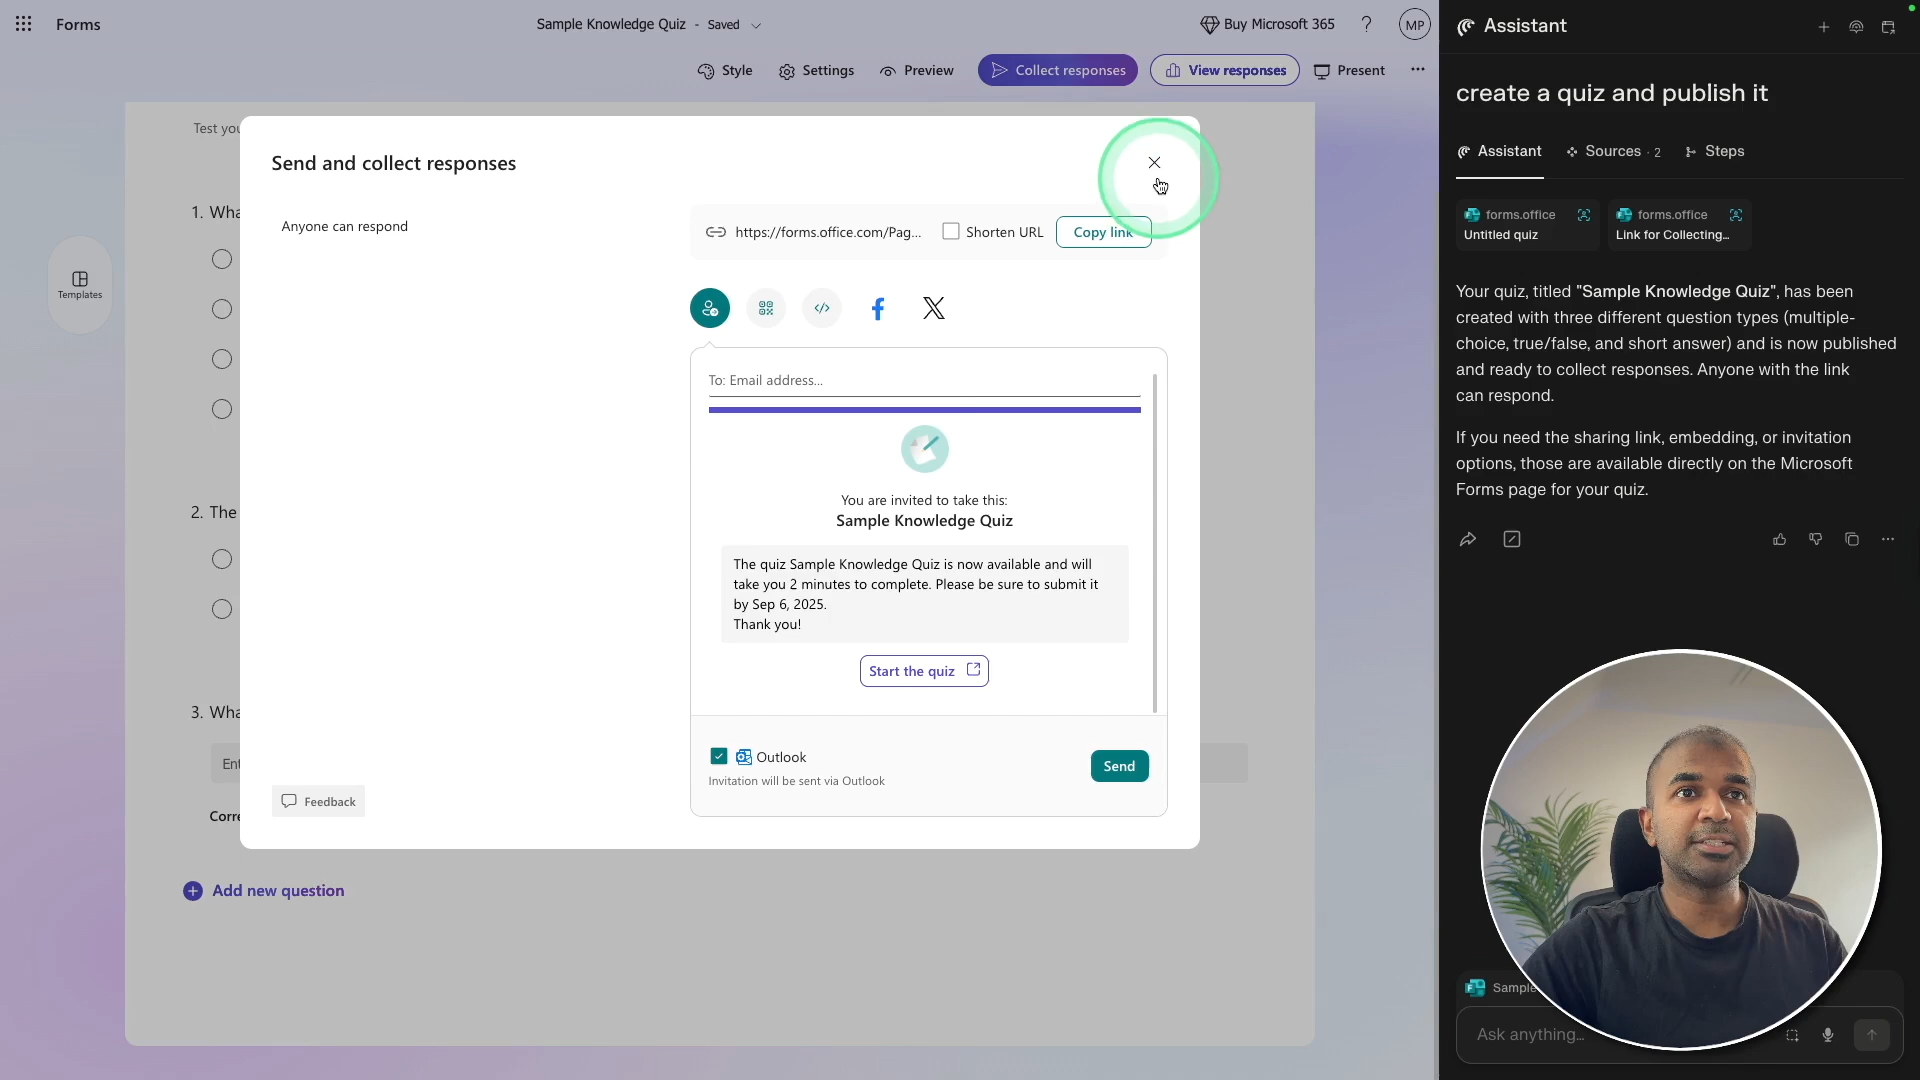 Forms
Sample Knowledge Quiz - Saved
Buy Microsoft 365
?
MP
Style
Settings
Preview
Collect responses
View responses
Present
Templates
Test you
1. Wha
2. The
3. Wha
Ent
Corre
Add new question
Send and collect responses
Anyone can respond
https://forms.office.com/Pag...
Shorten URL
Copy link
To: Email address...
You are invited to take this:
Sample Knowledge Quiz
The quiz Sample Knowledge Quiz is now available and will
take you 2 minutes to complete. Please be sure to submit it
by Sep 6, 2025.
Thank you!
Start the quiz
Outlook
Invitation will be sent via Outlook
Send
Feedback
Assistant
create a quiz and publish it
Assistant
Sources · 2
Steps
forms.office
Untitled quiz
forms.office
Link for Collecting...
Your quiz, titled "Sample Knowledge Quiz", has been
created with three different question types (multiple-
choice, true/false, and short answer) and is now published
and ready to collect responses. Anyone with the link
can respond.
If you need the sharing link, embedding, or invitation
options, those are available directly on the Microsoft
Forms page for your quiz.
Sample
Ask anything...